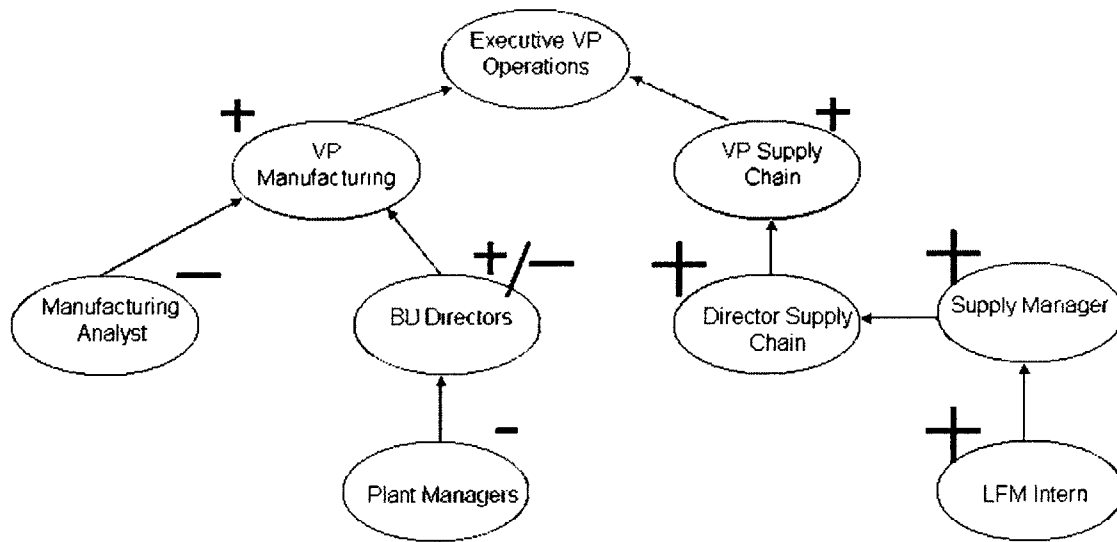 Executive VP
Operations
+
VP
Manufacturing
+
VP Supply
Chain
—
Manufacturing
Analyst
+/—
BU Directors
+
Director Supply
Chain
+
Supply Manager
-
Plant Managers
+
LFM Intern